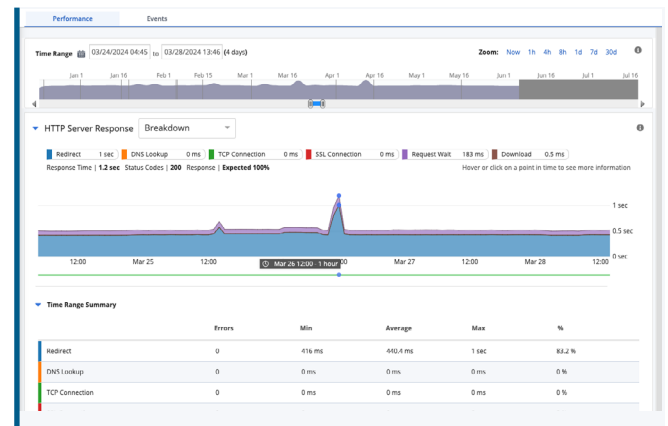 Performance Events
Time Range 03/24/2024 04:45 to 03/28/2024 13:46 (4 days) Zoom: Now 1h 4h 8h 1d 7d 30d
Jan 1 Jan 16 Feb 1 Feb 15 Mar 1 Mar 16 Apr 1 Apr 16 May 1 May 16 Jun 1 Jun 16 Jul 1 Jul 16
HTTP Server Response Breakdown
Redirect 1 sec DNS Lookup 0 ms TCP Connection 0 ms SSL Connection 0 ms Request Wait 183 ms Download 0.5 ms
Response Time | 1.2 sec Status Codes | 200 Response | Expected 100% Hover or click on a point in time to see more information
1 sec
0.5 sec
0 sec
12:00 Mar 25 12:00 Mar 26 12:00 - 1 hour Mar 27 12:00 Mar 28 12:00
Time Range Summary
Errors Min Average Max %
Redirect 0 416 ms 440.4 ms 1 sec 83.2 %
DNS Lookup 0 0 ms 0 ms 0 ms 0 %
TCP Connection 0 0 ms 0 ms 0 ms 0 %